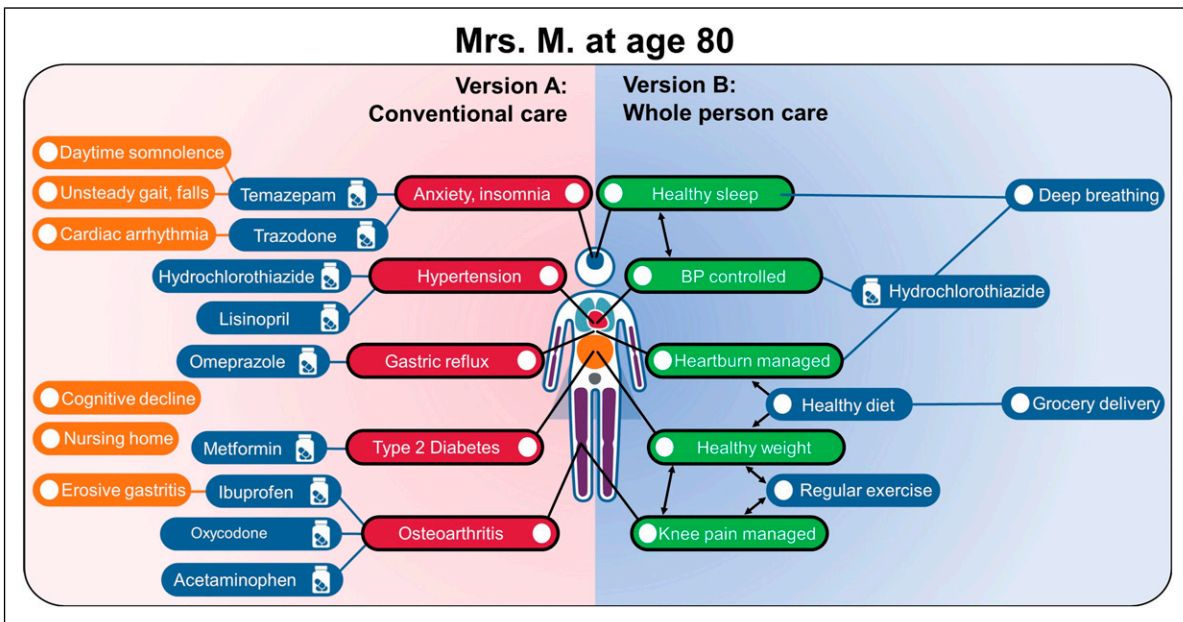 Mrs. M. at age 80
Version A:
Conventional care
Version B:
Whole person care
Daytime somnolence
Unsteady gait, falls
Cardiac arrhythmia
Temazepam
Trazodone
Anxiety, insomnia
Hydrochlorothiazide
Lisinopril
Hypertension
Omeprazole
Gastric reflux
Cognitive decline
Nursing home
Metformin
Type 2 Diabetes
Erosive gastritis
Ibuprofen
Oxycodone
Acetaminophen
Osteoarthritis
Healthy sleep
Deep breathing
BP controlled
Hydrochlorothiazide
Heartburn managed
Healthy diet
Grocery delivery
Healthy weight
Regular exercise
Knee pain managed